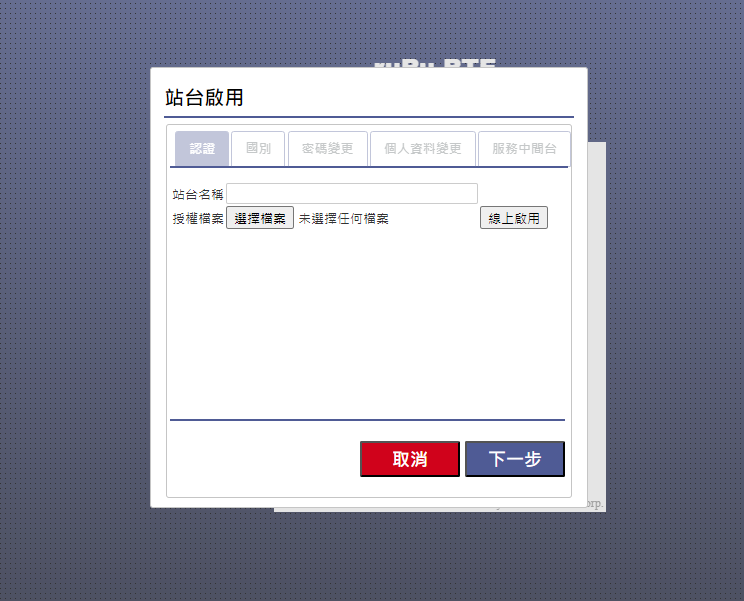 站台啟用
認證 國別 密碼變更 個人資料變更 服務中間台
站台名稱
授權檔案 選擇檔案 未選擇任何檔案 線上啟用
取消 下一步
orp.